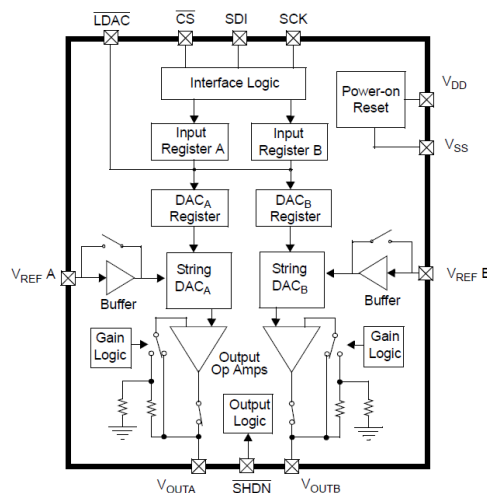 LDAC CS SDI SCK
Interface Logic
Power-on
Reset
VDD
Input
Register A
Input
Register B
VSS
DACA
Register
DACB
Register
VREF A
Buffer
String
DACA
String
DACB
Buffer
VREF B
Gain
Logic
Output
Op Amps
Gain
Logic
Output
Logic
VOUTA
SHDN
VOUTB